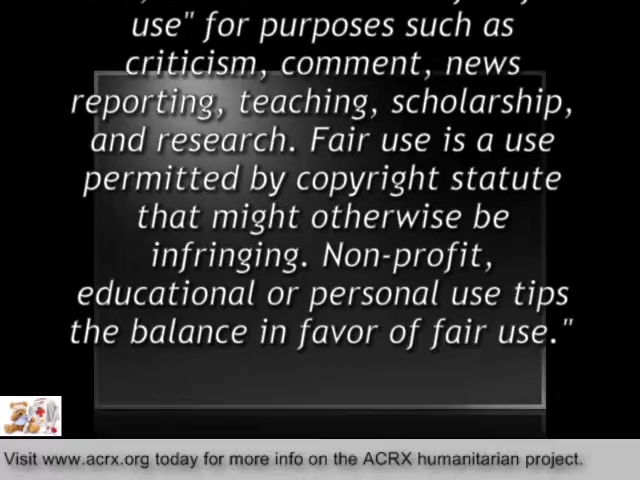 use" for purposes such as
criticism, comment, news
reporting, teaching, scholarship,
and research. Fair use is a use
permitted by copyright statute
that might otherwise be
infringing. Non-profit,
educational or personal use tips
the balance in favor of fair use."
Visit www.acrx.org today for more info on the ACRX humanitarian project.